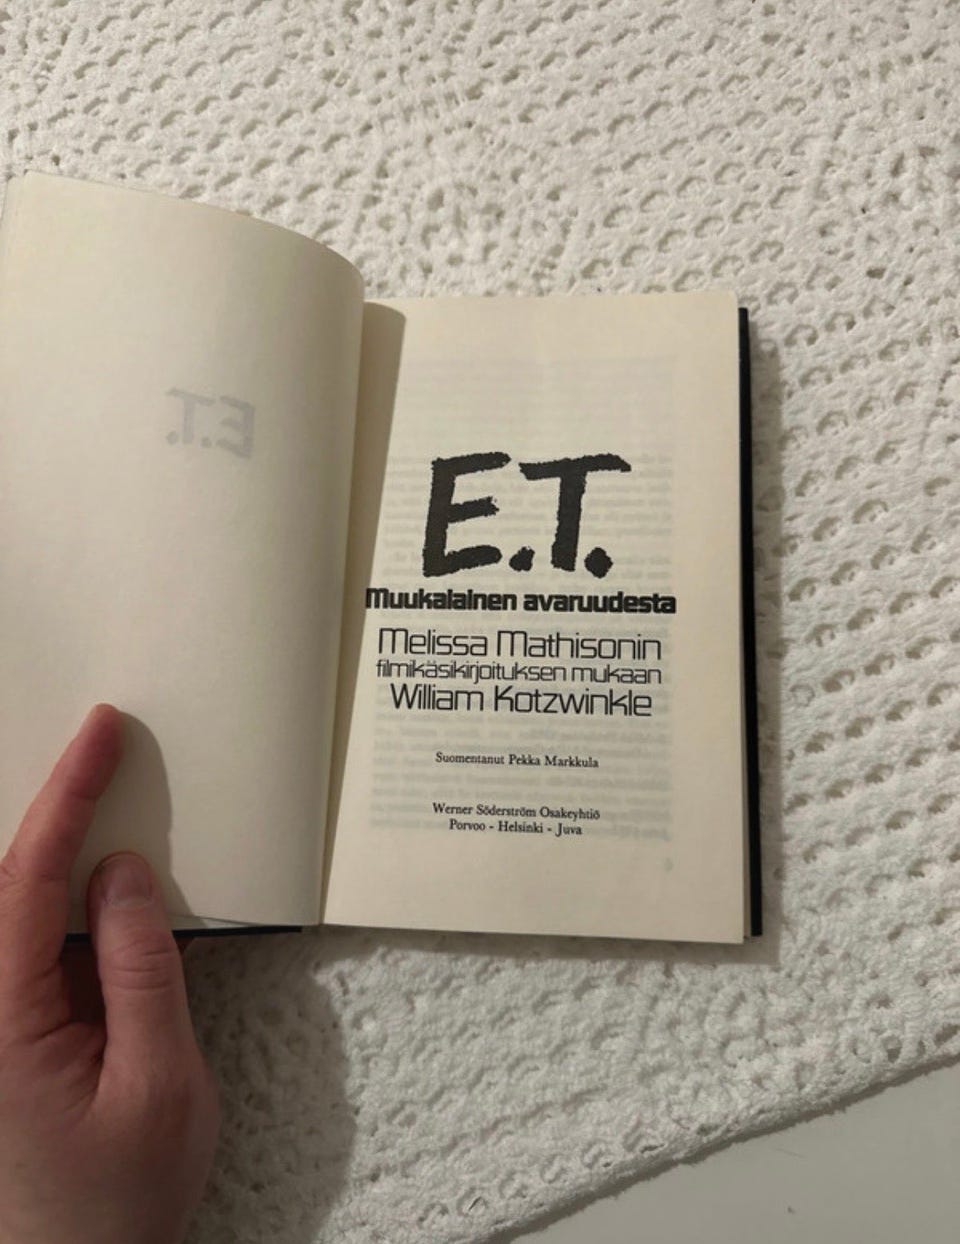 E.T.
Muukalainen avaruudesta
Melissa Mathisonin
filmikäsikirjoituksen mukaan
William Kotzwinkle
Suomentanut Pekka Markkula
Werner Söderström Osakeyhtiö
Porvoo - Helsinki - Juva
E.T.